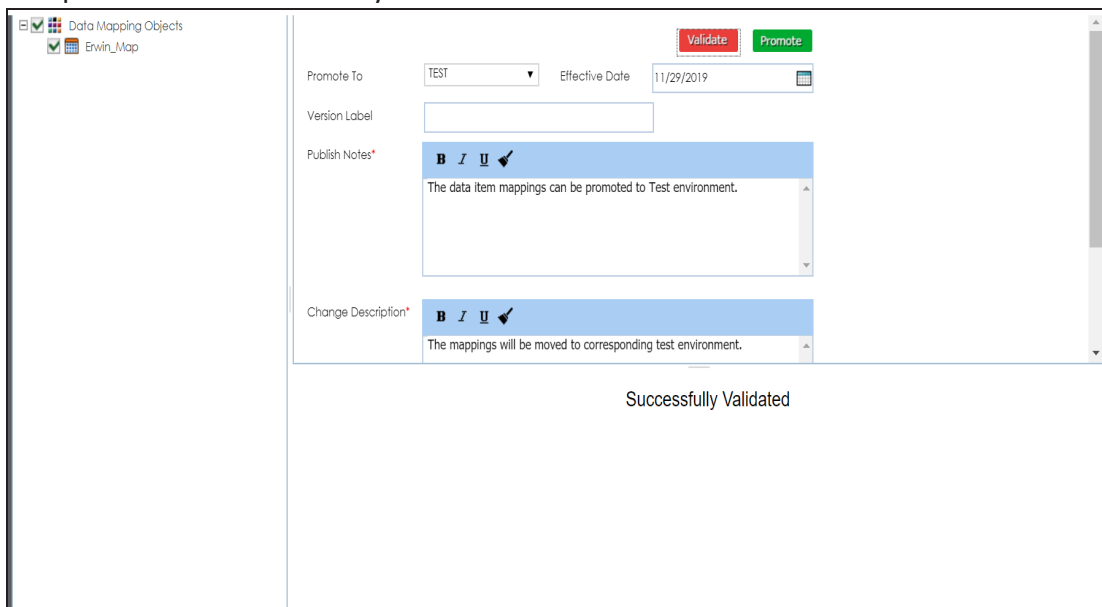 Data Mapping Objects
Erwin_Map
Validate Promote
Promote To TEST Effective Date 11/29/2019
Version Label
Publish Notes*
B I U
The data item mappings can be promoted to Test environment.
Change Description*
B I U
The mappings will be moved to corresponding test environment.
Successfully Validated